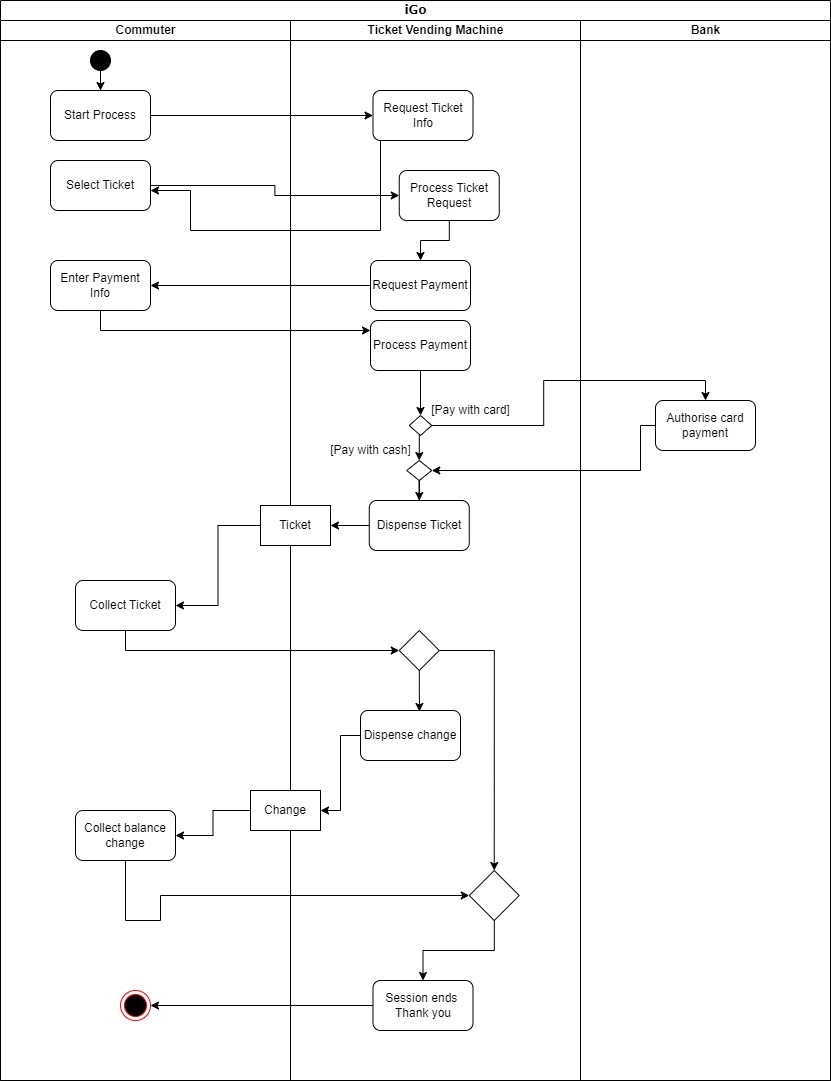 iGo
Commuter
Ticket Vending Machine
Bank
Start Process
Request Ticket
Info
Select Ticket
Process Ticket
Request
Enter Payment
Info
Request Payment
Process Payment
[Pay with card]
Authorise card
payment
[Pay with cash]
Ticket
Dispense Ticket
Collect Ticket
Dispense change
Change
Collect balance
change
Session ends
Thank you